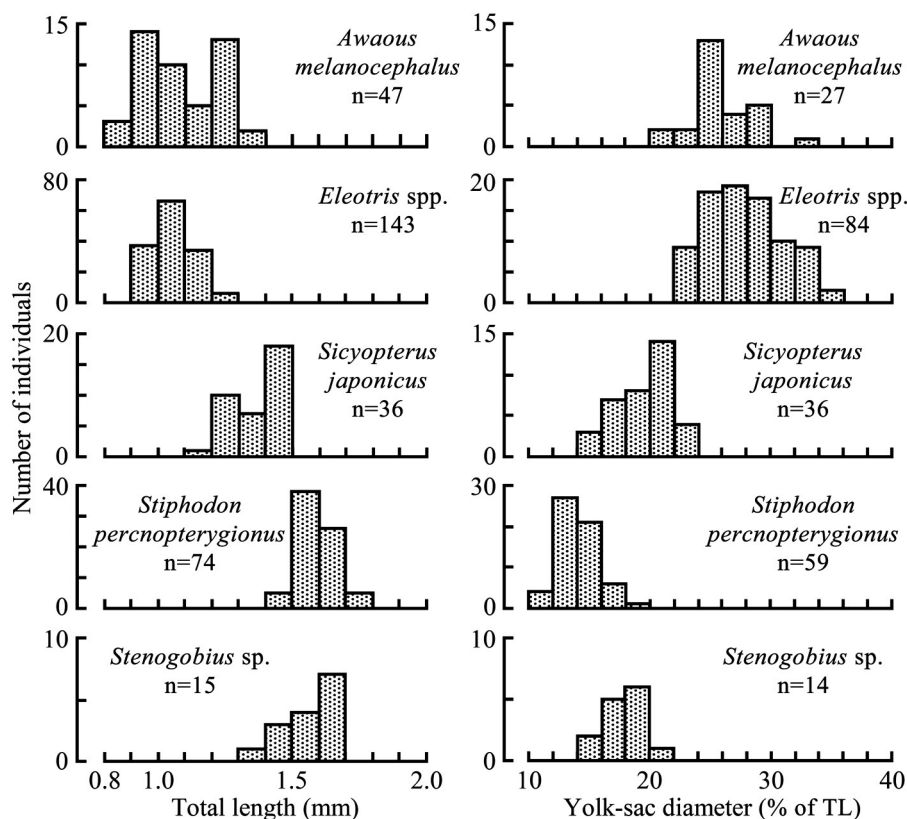 Number of individuals
15
0
Awaous
melanocephalus
n=47
80
0
Eleotris spp.
n=143
20
0
Sicyopterus
japonicus
n=36
40
0
Stiphodon
percnopterygionus
n=74
10
0
Stenogobius sp.
n=15
0.8 1.0 1.5 2.0
Total length (mm)
15
0
Awaous
melanocephalus
n=27
20
0
Eleotris spp.
n=84
15
0
Sicyopterus
japonicus
n=36
30
0
Stiphodon
percnopterygionus
n=59
10
0
Stenogobius sp.
n=14
10 20 30 40
Yolk-sac diameter (% of TL)